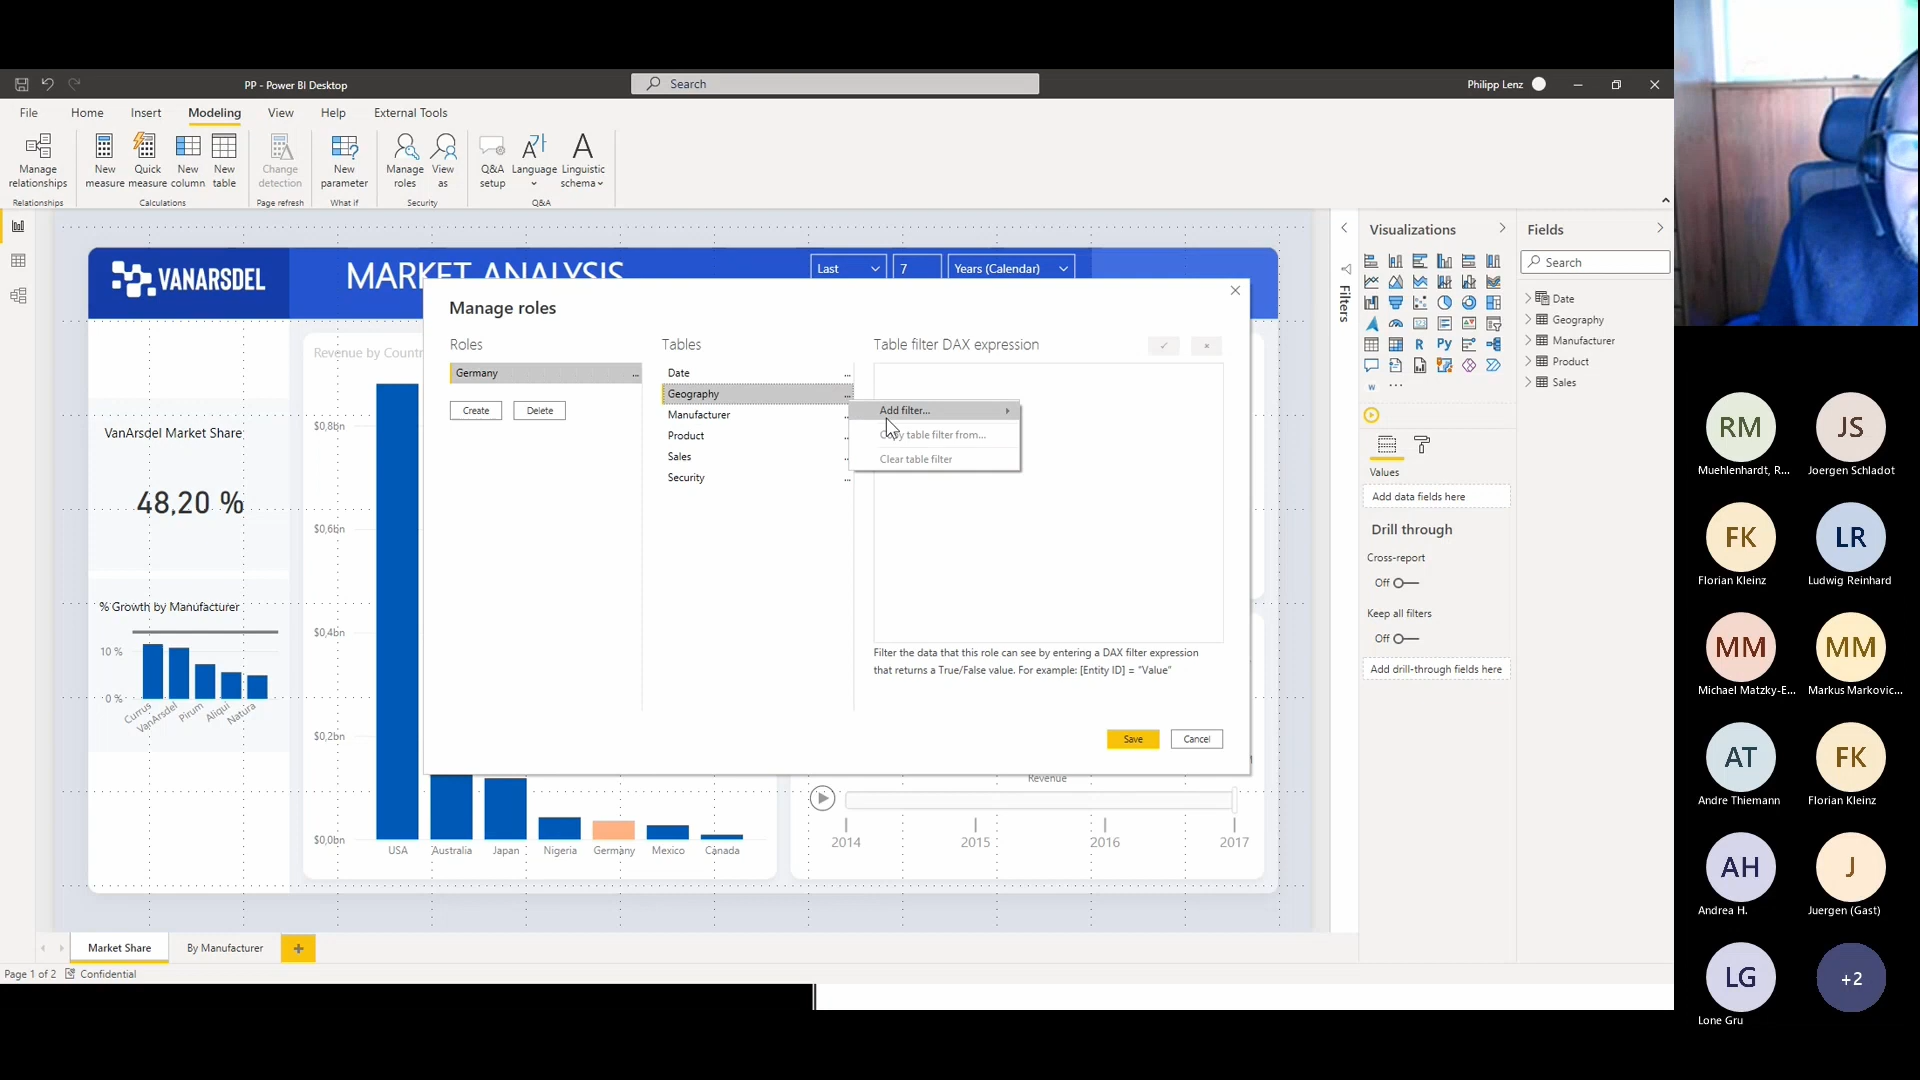 PP - Power BI Desktop
Search
Philipp Lenz
File
Home
Insert
Modeling
View
Help
External Tools
Manage relationships
New measure
Quick measure
New column
New table
Change detection
New parameter
Manage roles
View as
Q&A setup
Language
Linguistic schema
Relationships
Calculations
Page refresh
What if
Security
Q&A
VANARSDEL
MARKET ANALYSIS
Last
7
Years (Calendar)
VanArsdel Market Share
48,20 %
% Growth by Manufacturer
10 %
0 %
Currus
VanArsdel
Pirum
Aliqui
Natura
Revenue by Countr
$0,8bn
$0,6bn
$0,4bn
$0,2bn
$0,0bn
USA
Australia
Japan
Nigeria
Germany
Mexico
Canada
Manage roles
Roles
Germany
...
Create
Delete
Tables
Date
...
Geography
...
Manufacturer
Product
Sales
Security
...
Add filter...
table filter from...
Clear table filter
Table filter DAX expression
Filter the data that this role can see by entering a DAX filter expression
that returns a True/False value. For example: [Entity ID] = "Value"
Save
Cancel
Revenue
2014
2015
2016
2017
Market Share
By Manufacturer
+
Page 1 of 2
Confidential
Filters
Visualizations
R
Py
...
Values
Add data fields here
Drill through
Cross-report
Off
Keep all filters
Off
Add drill-through fields here
Fields
Search
Date
Geography
Manufacturer
Product
Sales
RM
Muehlenhardt, R...
JS
Joergen Schladot
FK
Florian Kleinz
LR
Ludwig Reinhard
MM
Michael Matzky-E...
MM
Markus Markovic...
AT
Andre Thiemann
FK
Florian Kleinz
AH
Andrea H.
J
Juergen (Gast)
LG
Lone Gru
+2